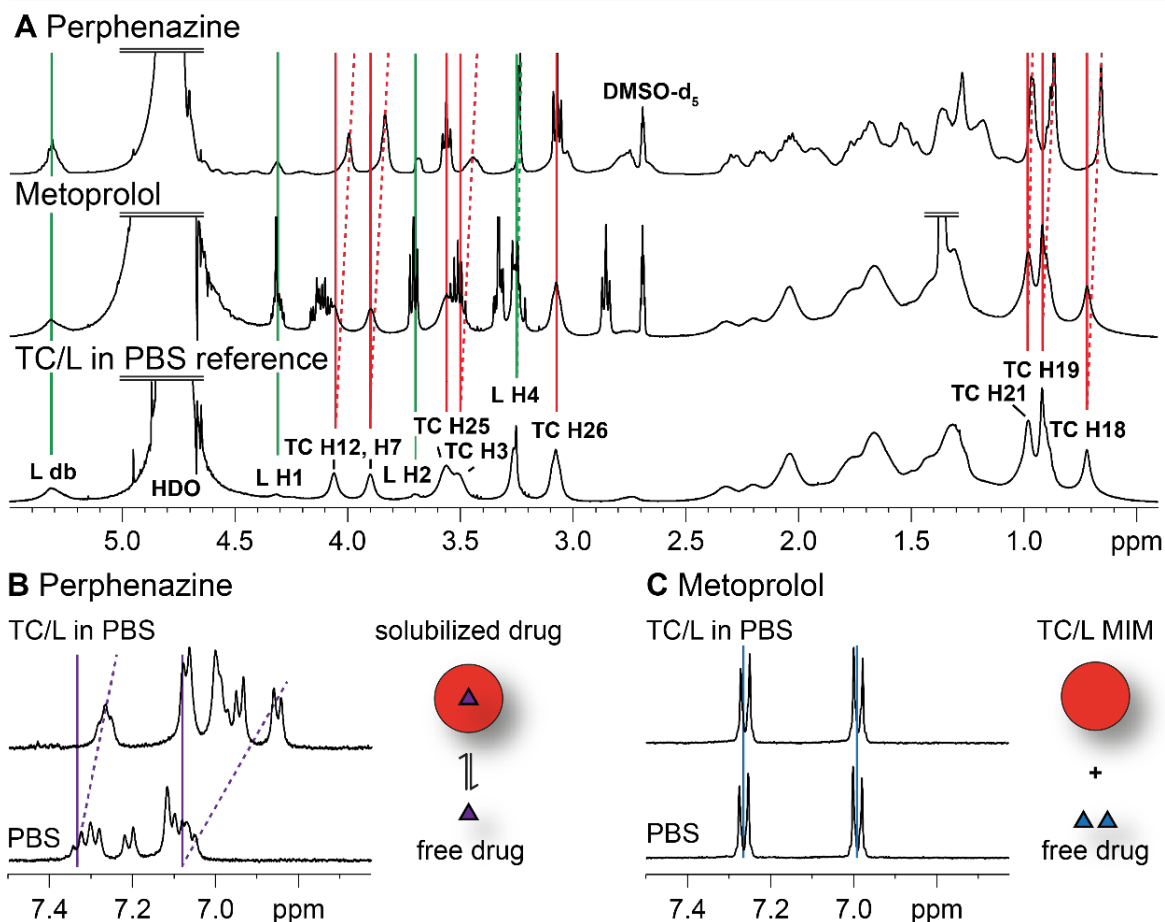 A Perphenazine
DMSO-d5
Metoprolol
TC/L in PBS reference
L db
HDO
L H1
TC H12, H7
L H2
TC H25
TC H3
L H4
TC H26
TC H21
TC H19
TC H18
5.0 4.5 4.0 3.5 3.0 2.5 2.0 1.5 1.0 ppm
B Perphenazine
TC/L in PBS
solubilized drug
PBS
free drug
7.4 7.2 7.0 ppm
C Metoprolol
TC/L in PBS
TC/L MIM
+
PBS
free drug
7.4 7.2 7.0 ppm